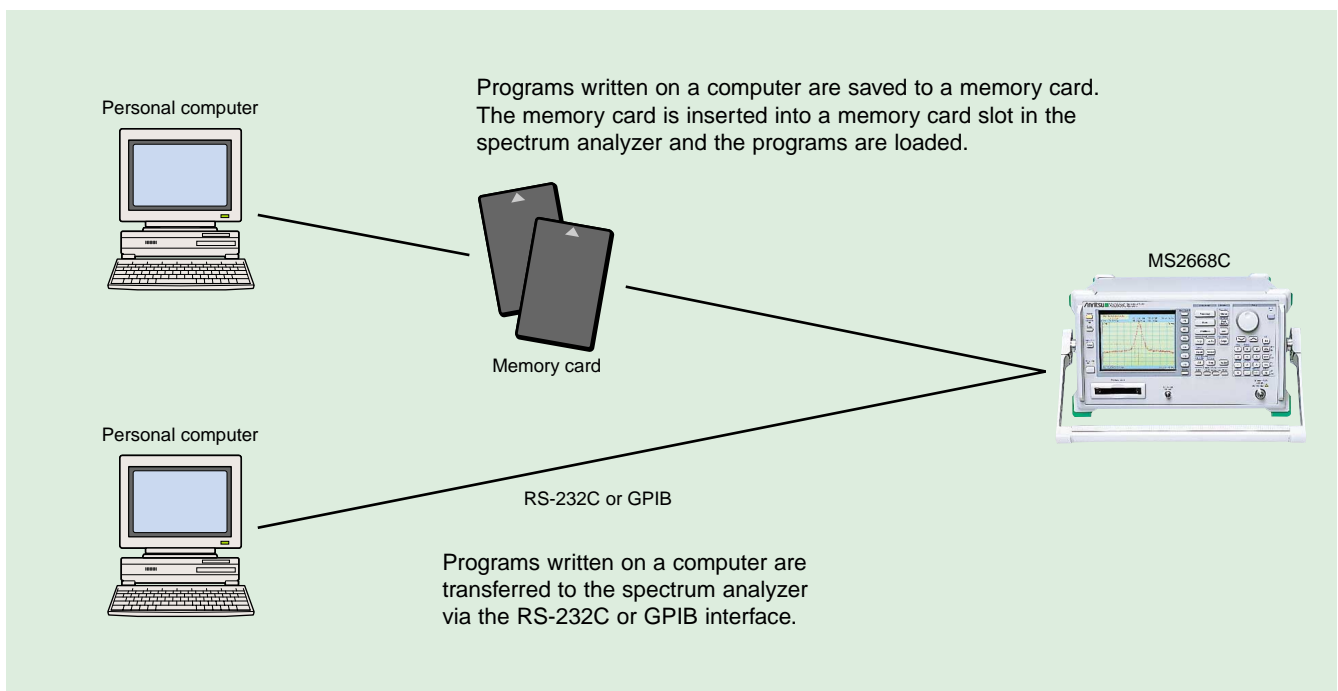 Programs written on a computer are saved to a memory card.
The memory card is inserted into a memory card slot in the
spectrum analyzer and the programs are loaded.
Personal computer
Memory card
MS2668C
Anritsu
Personal computer
RS-232C or GPIB
Programs written on a computer are
transferred to the spectrum analyzer
via the RS-232C or GPIB interface.